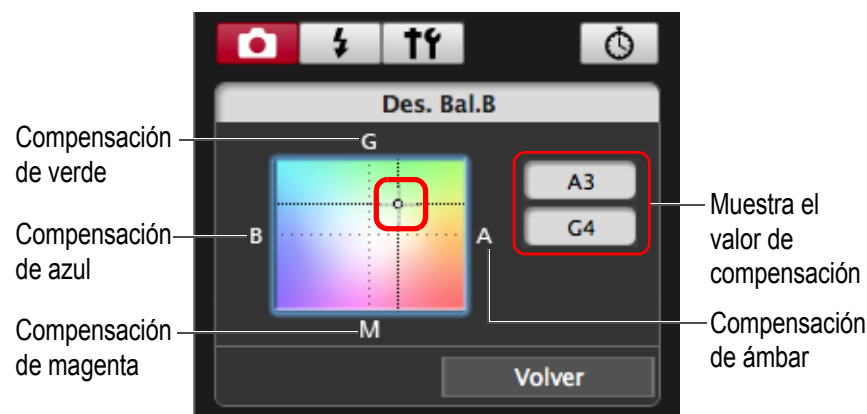 Des. Bal.B
Compensación
de verde
G
A3
G4
Muestra el
valor de
compensación
Compensación
de azul
B
A
Compensación
de magenta
M
Compensación
de ámbar
Volver